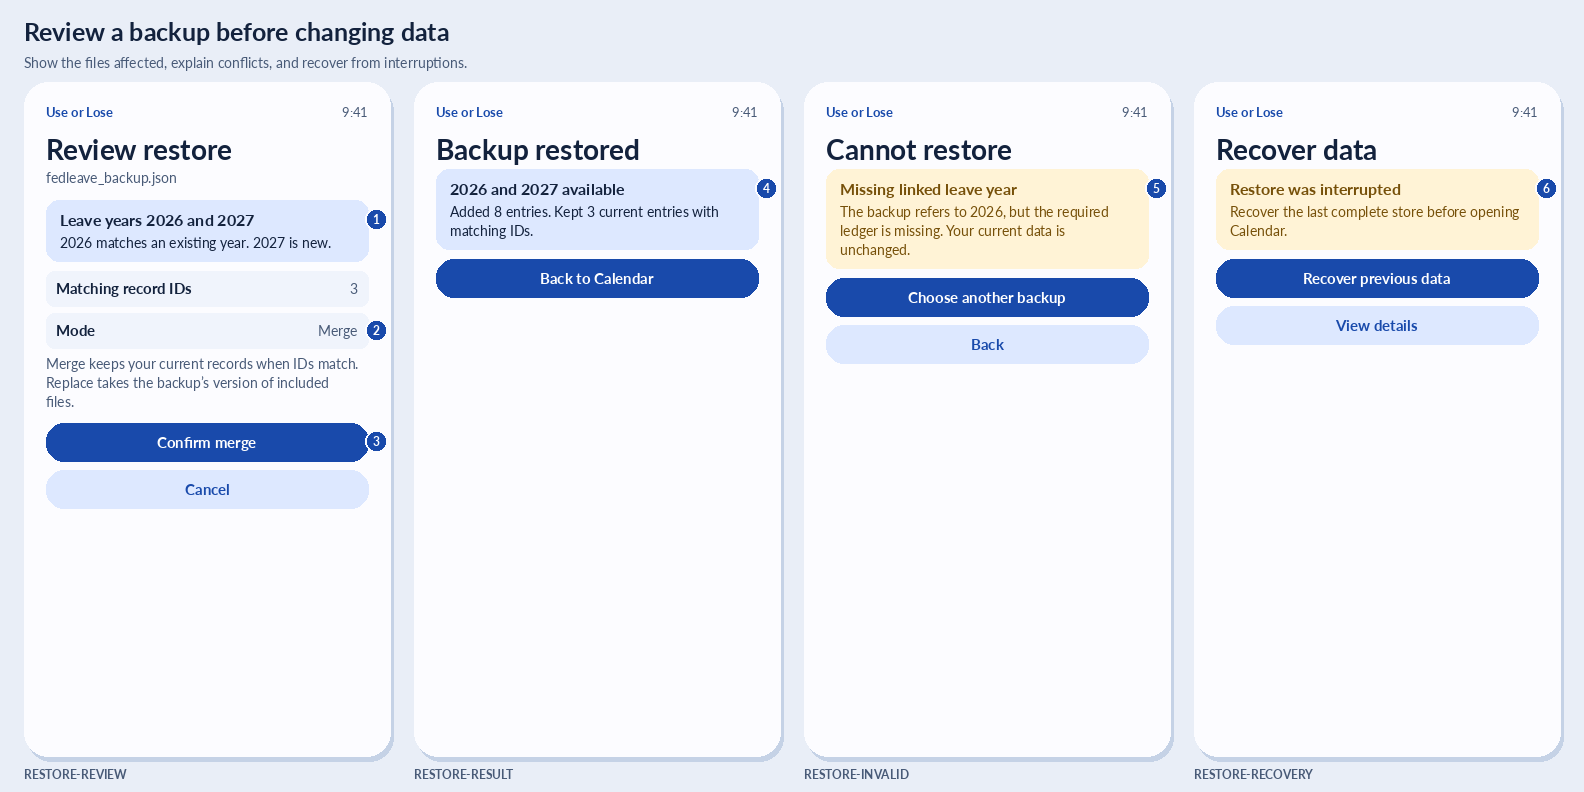 Review a backup before changing data
Show the files affected, explain conflicts, and recover from interruptions.
Use or Lose 9:41
Review restore
fedleave_backup.json
Leave years 2026 and 2027
1
2026 matches an existing year. 2027 is new.
Matching record IDs 3
Mode Merge 2
Merge keeps your current records when IDs match.
Replace takes the backup's version of included
files.
Confirm merge 3
Cancel
RESTORE-REVIEW
Use or Lose 9:41
Backup restored
2026 and 2027 available 4
Added 8 entries. Kept 3 current entries with
matching IDs.
Back to Calendar
RESTORE-RESULT
Use or Lose 9:41
Cannot restore
Missing linked leave year 5
The backup refers to 2026, but the required
ledger is missing. Your current data is
unchanged.
Choose another backup
Back
RESTORE-INVALID
Use or Lose 9:41
Recover data
Restore was interrupted 6
Recover the last complete store before opening
Calendar.
Recover previous data
View details
RESTORE-RECOVERY